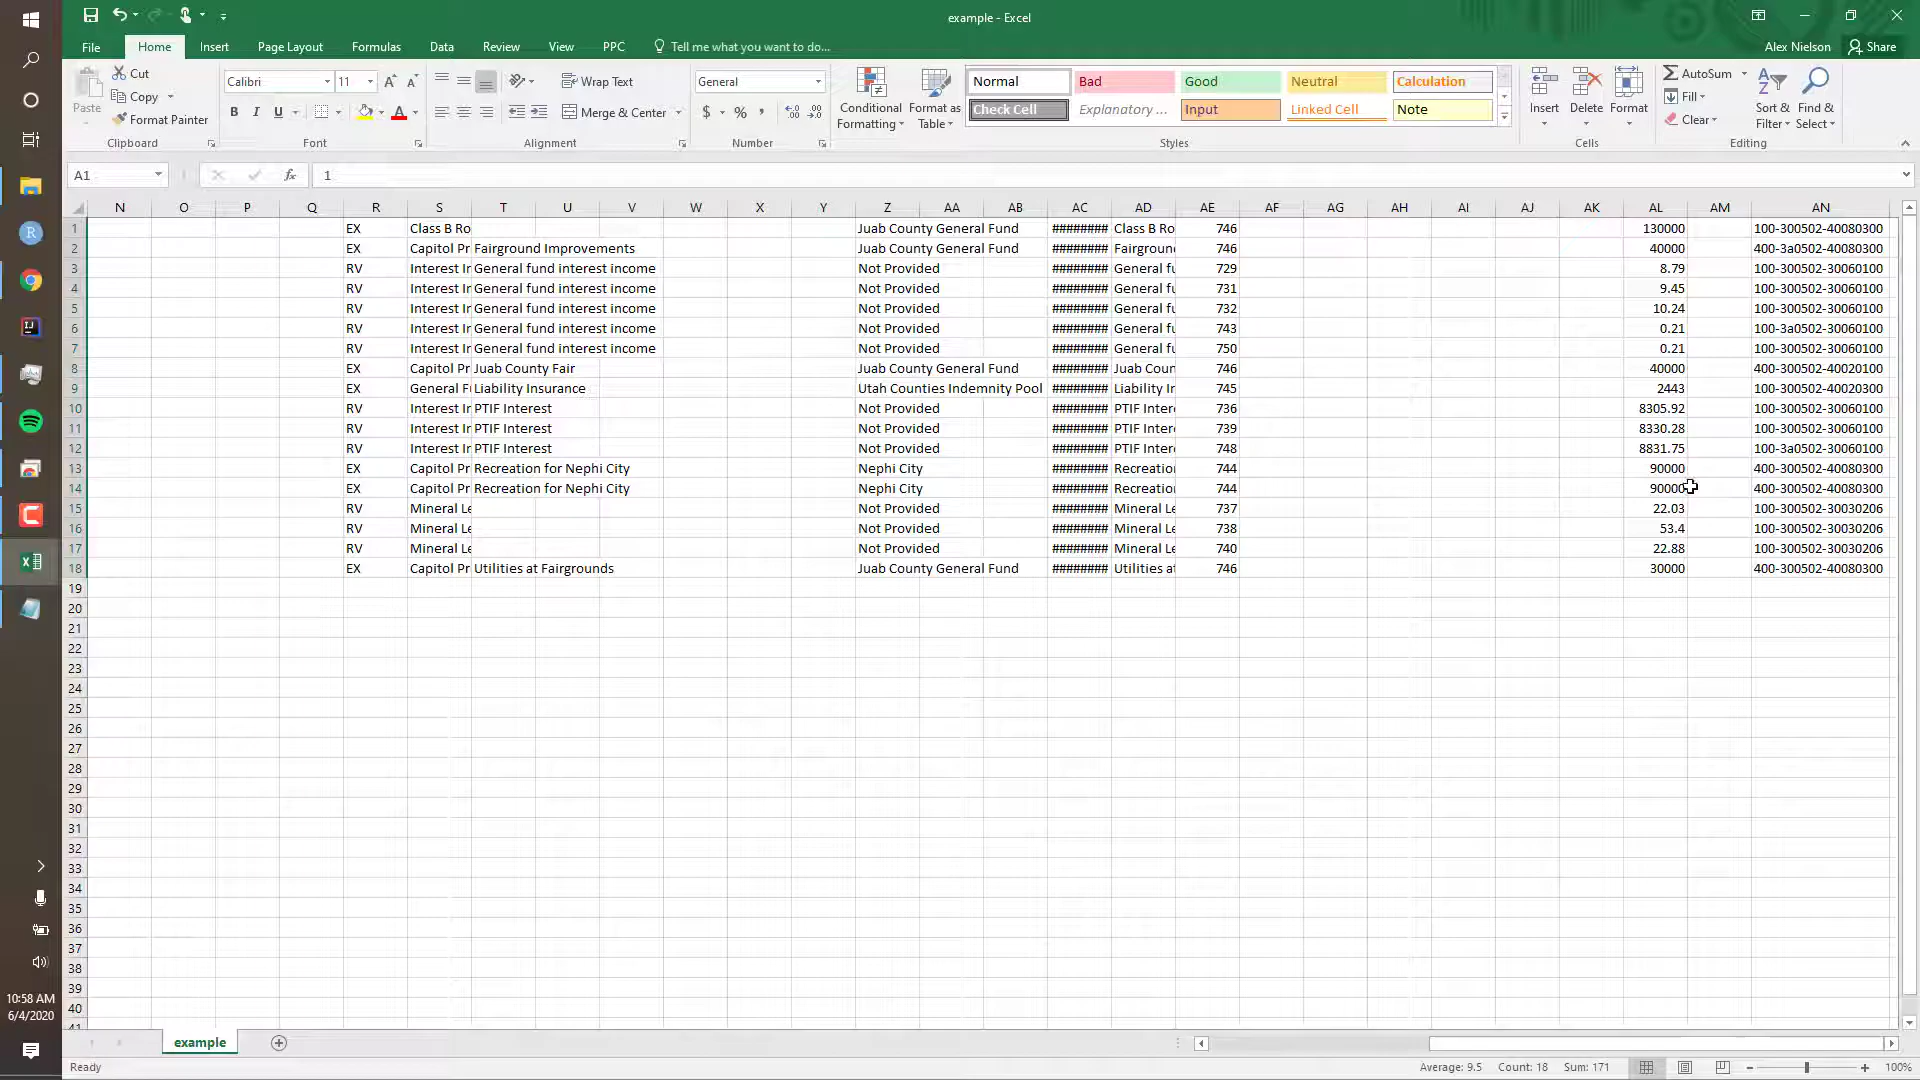 example - Excel
File Home Insert Page Layout Formulas Data Review View PPC Tell me what you want to do... Alex Nielson Share
Paste Cut Copy Format Painter Clipboard
Calibri 11 B I U Font
Wrap Text Merge & Center Alignment
General $ % , Number
Conditional Formatting Format as Table
Normal Bad Good Neutral Calculation
Check Cell Explanatory ... Input Linked Cell Note
Styles
Insert Delete Format Cells
AutoSum Fill Clear Sort & Filter Find & Select Editing
A1 fx 1
N O P Q R S T U V W X Y Z AA AB AC AD AE AF AG AH AI AJ AK AL AM AN
1 EX Class B Ro Juab County General Fund ######## Class B Ro 746 130000 100-300502-40080300
2 EX Capitol Pr Fairground Improvements Juab County General Fund ######## Fairground 746 40000 400-3a0502-40080300
3 RV Interest Ir General fund interest income Not Provided ######## General fu 729 8.79 100-300502-30060100
4 RV Interest Ir General fund interest income Not Provided ######## General fu 731 9.45 100-300502-30060100
5 RV Interest Ir General fund interest income Not Provided ######## General fu 732 10.24 100-300502-30060100
6 RV Interest Ir General fund interest income Not Provided ######## General fu 743 0.21 100-3a0502-30060100
7 RV Interest Ir General fund interest income Not Provided ######## General fu 750 0.21 100-3a0502-30060100
8 EX Capitol Pr Juab County Fair Juab County General Fund ######## Juab Coun 746 40000 400-300502-40020100
9 EX General Fu Liability Insurance Utah Counties Indemnity Pool ######## Liability Ir 745 2443 100-300502-40020300
10 RV Interest Ir PTIF Interest Not Provided ######## PTIF Inter 736 8305.92 100-300502-30060100
11 RV Interest Ir PTIF Interest Not Provided ######## PTIF Inter 739 8330.28 100-300502-30060100
12 RV Interest Ir PTIF Interest Not Provided ######## PTIF Inter 748 8831.75 100-3a0502-30060100
13 EX Capitol Pr Recreation for Nephi City Nephi City ######## Recreation 744 90000 400-300502-40080300
14 EX Capitol Pr Recreation for Nephi City Nephi City ######## Recreation 744 90000 400-300502-40080300
15 RV Mineral Le Not Provided ######## Mineral Le 737 22.03 100-300502-30030206
16 RV Mineral Le Not Provided ######## Mineral Le 738 53.4 100-300502-30030206
17 RV Mineral Le Not Provided ######## Mineral Le 740 22.88 100-300502-30030206
18 EX Capitol Pr Utilities at Fairgrounds Juab County General Fund ######## Utilities at 746 30000 400-300502-40080300
19
20
21
22
23
24
25
26
27
28
29
30
31
32
33
34
35
36
37
38
39
40
41
10:58 AM
6/4/2020
example
Ready Average: 9.5 Count: 18 Sum: 171 100%